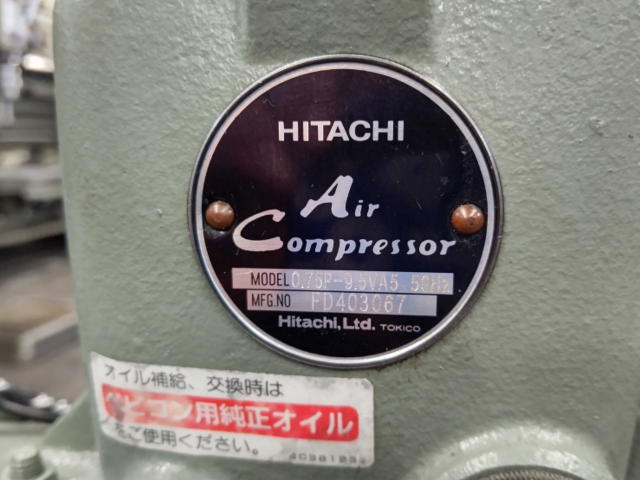 HITACHI
Air
Compressor
MODEL 0.75P-9.5VA5 50Hz
MFG.NO FD403067
Hitachi, Ltd. TOKICO
オイル補給、交換時は
ベビコン用純正オイル
をご使用ください。